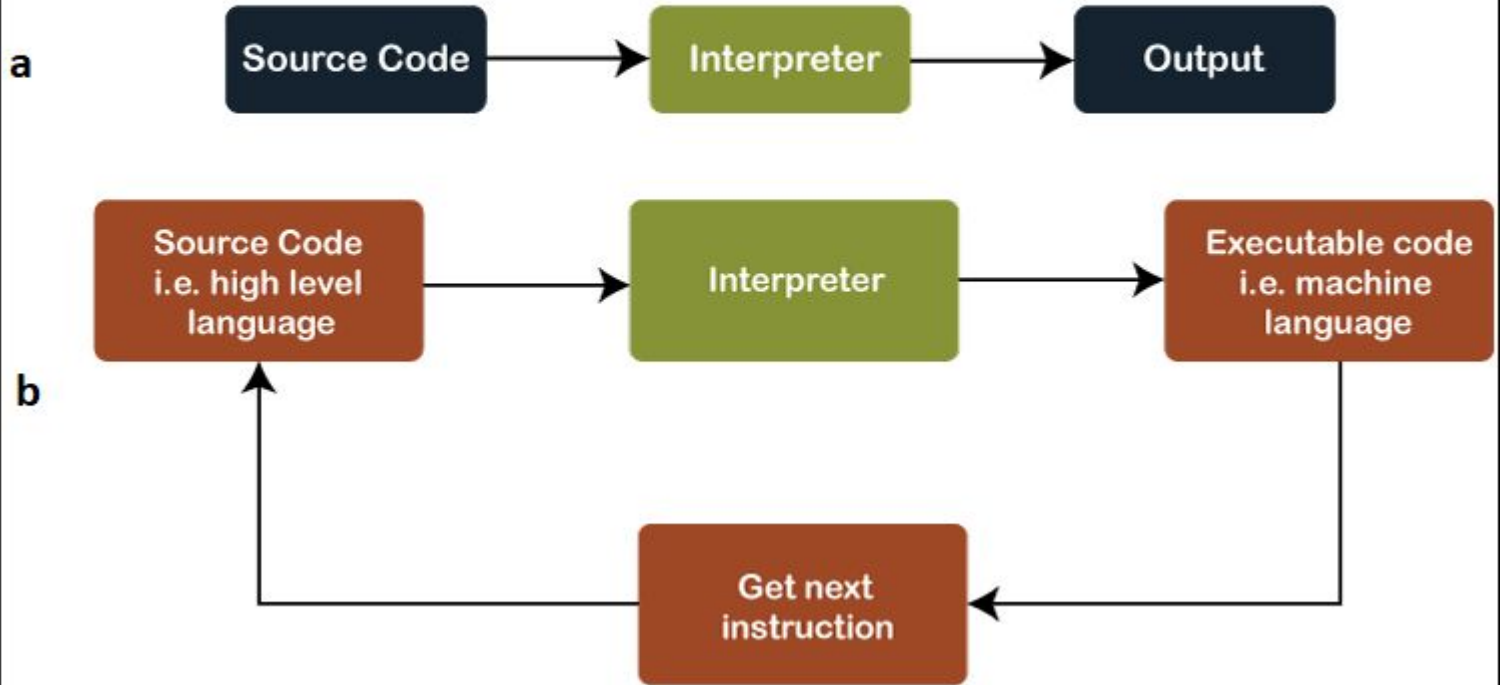 a
Source Code
Interpreter
Output
Source Code
i.e. high level
language
Interpreter
Executable code
i.e. machine
language
b
Get next
instruction